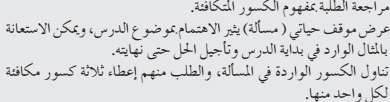 مراجعة الطلبة بمفهوم الكسور المتكافئة.
عرض موقف حياتي ( مسألة) يثير الاهتمام بموضوع الدرس، ويمكن الاستعانة
بالمثال الوارد في بداية الدرس وتأجيل الحل حتى نهايته.
تناول الكسور الواردة في المسألة، والطلب منهم إعطاء ثلاثة كسور مكافئة
لكل واحد منها.